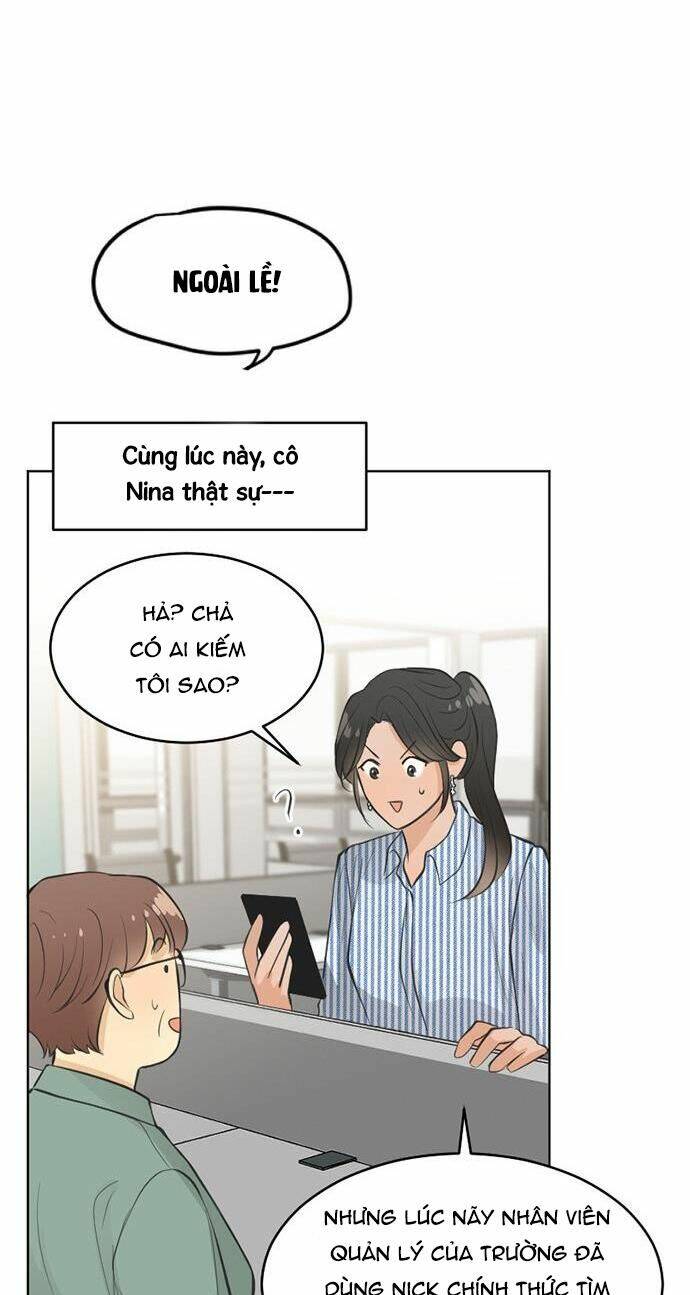 NGOÀI LỀ!
Cùng lúc này, cô
Nina thật sự---
HẢ? CHẢ
CÓ AI KIẾM
TÔI SAO?
?
NHƯNG LÚC NÃY NHÂN VIÊN
QUẢN LÝ CỦA TRƯỜNG ĐÃ
DÙNG NICK CHÍNH THỨC TÌM